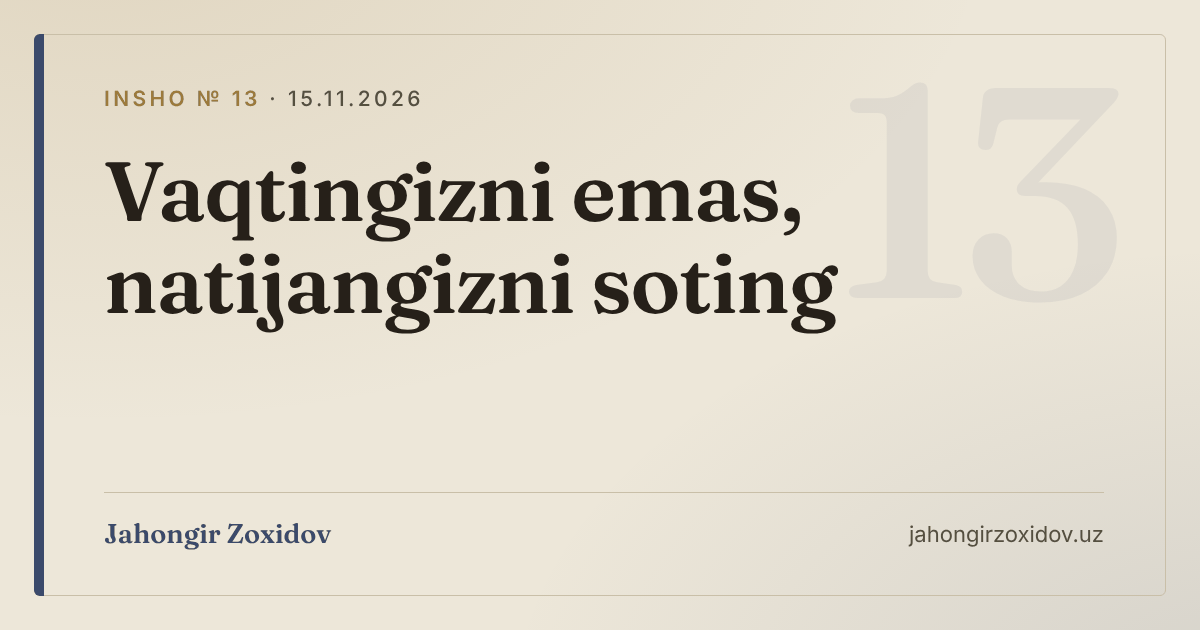 INSHO № 13 · 15.11.2026
13
Vaqtingizni emas,
natijangizni soting
Jahongir Zoxidov
jahongirzoxidov.uz